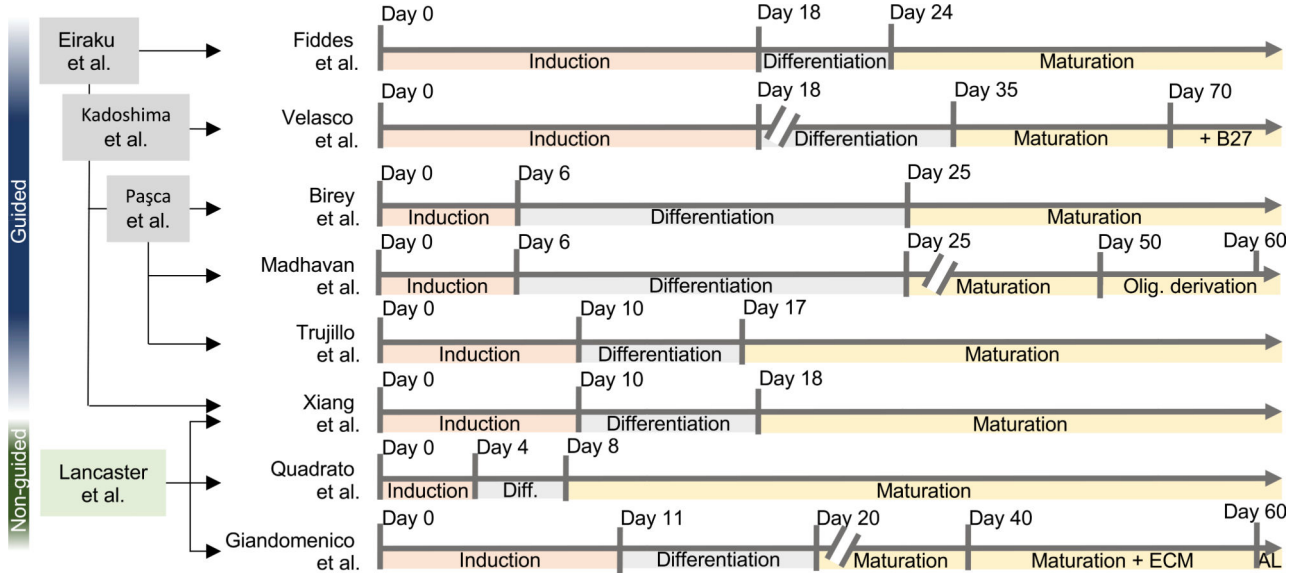 Guided
Non-guided
Eiraku
et al.
Kadoshima
et al.
Paşca
et al.
Lancaster
et al.
Fiddes
et al.
Day 0
Day 18
Day 24
Induction
Differentiation
Maturation
Velasco
et al.
Day 0
Day 18
Day 35
Day 70
Induction
Differentiation
Maturation
+ B27
Birey
et al.
Day 0
Day 6
Day 25
Induction
Differentiation
Maturation
Madhavan
et al.
Day 0
Day 6
Day 25
Day 50
Day 60
Induction
Differentiation
Maturation
Olig. derivation
Trujillo
et al.
Day 0
Day 10
Day 17
Induction
Differentiation
Maturation
Xiang
et al.
Day 0
Day 10
Day 18
Induction
Differentiation
Maturation
Quadrato
et al.
Day 0
Day 4
Day 8
Induction
Diff.
Maturation
Giandomenico
et al.
Day 0
Day 11
Day 20
Day 40
Day 60
Induction
Differentiation
Maturation
Maturation + ECM
AL